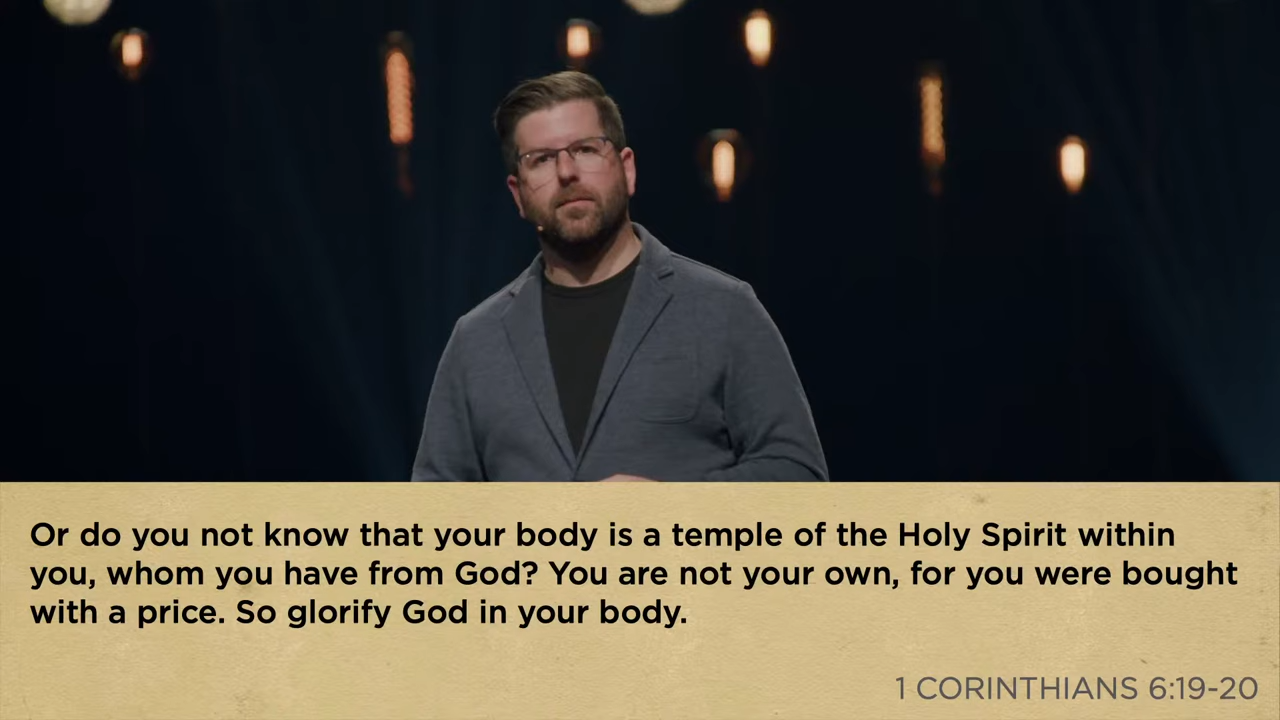 Or do you not know that your body is a temple of the Holy Spirit within
you, whom you have from God? You are not your own, for you were bought
with a price. So glorify God in your body.
1 CORINTHIANS 6:19-20